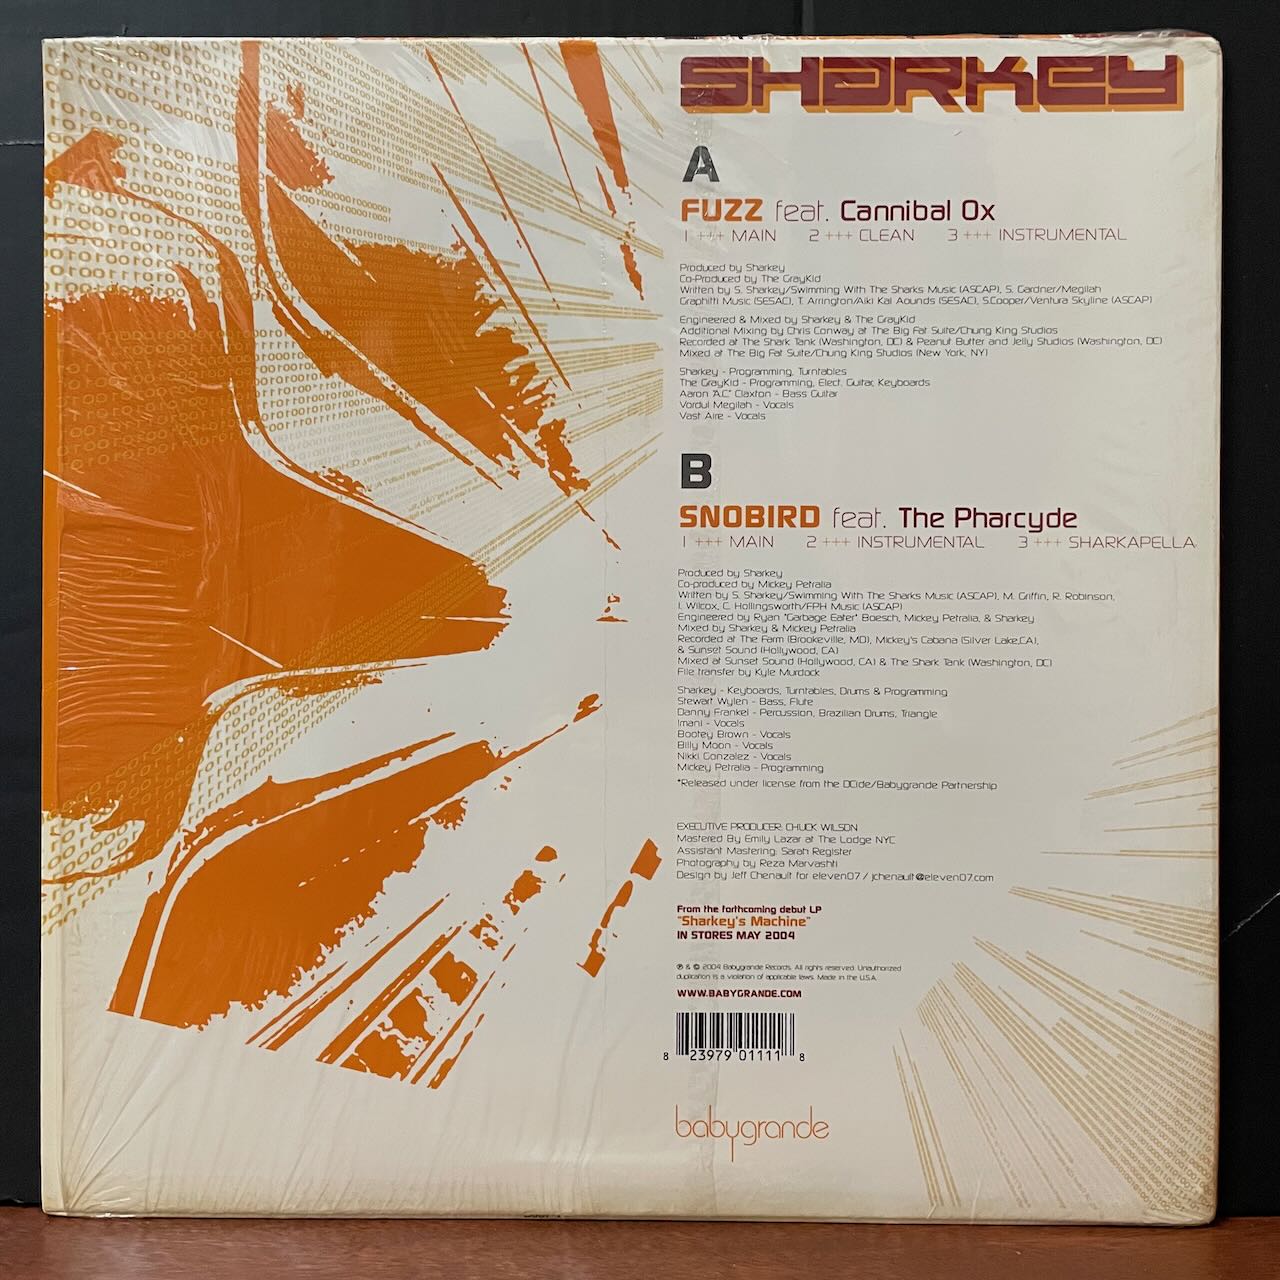 SHARKEY
A
FUZZ feat. Cannibal Ox
1 +++ MAIN 2 +++ CLEAN 3 +++ INSTRUMENTAL
Produced by Sharkey
Co-Produced by The GrayKid
Written by S. Sharkey/Swimming With The Sharks Music (ASCAP), S. Gardner/Megilah
Graphitti Music (SESAC), T. Arrington/Aiki Kai Aounds (SESAC), S.Cooper/Ventura Skyline (ASCAP)
Engineered & Mixed by Sharkey & The GrayKid
Additional Mixing by Chris Conway at The Big Fat Suite/Chung King Studios
Recorded at The Shark Tank (Washington, DC) & Peanut Butter and Jelly Studios (Washington, DC)
Mixed at The Big Fat Suite/Chung King Studios (New York, NY)
Sharkey - Programming, Turntables
The GrayKid - Programming, Elect. Guitar, Keyboards
Aaron "A.C." Claxton - Bass Guitar
Vordul Megilah - Vocals
Vast Aire - Vocals
B
SNOBIRD feat. The Pharcyde
1 +++ MAIN 2 +++ INSTRUMENTAL 3 +++ SHARKAPELLA
Produced by Sharkey
Co-produced by Mickey Petralia
Written by S. Sharkey/Swimming With The Sharks Music (ASCAP), M. Griffin, R. Robinson,
I. Wilcox, C. Hollingsworth/FPH Music (ASCAP)
Engineered by Ryan "Garbage Eater" Boesch, Mickey Petralia, & Sharkey
Mixed by Sharkey & Mickey Petralia
Recorded at The Farm (Brookeville, MD), Mickey's Cabana (Silver Lake,CA),
& Sunset Sound (Hollywood, CA)
Mixed at Sunset Sound (Hollywood, CA) & The Shark Tank (Washington, DC)
File transfer by Kyle Murdock
Sharkey - Keyboards, Turntables, Drums & Programming
Stewart Wylen - Bass, Flute
Danny Frankel - Percussion, Brazilian Drums, Triangle
Imani - Vocals
Bootey Brown - Vocals
Billy Moon - Vocals
Nikki Gonzalez - Vocals
Mickey Petralia - Programming
*Released under license from the DCide/Babygrande Partnership
EXECUTIVE PRODUCER: CHUCK WILSON
Mastered By Emily Lazar at The Lodge NYC
Assistant Mastering: Sarah Register
Photography by Reza Marvashti
Design by Jeff Chenault for eleven07 / jchenault@eleven07.com
From the forthcoming debut LP
"Sharkey's Machine"
IN STORES MAY 2004
℗ & © 2004 Babygrande Records. All rights reserved. Unauthorized
duplication is a violation of applicable laws. Made in the U.S.A.
WWW.BABYGRANDE.COM
8 23979 01111 8
babygrande